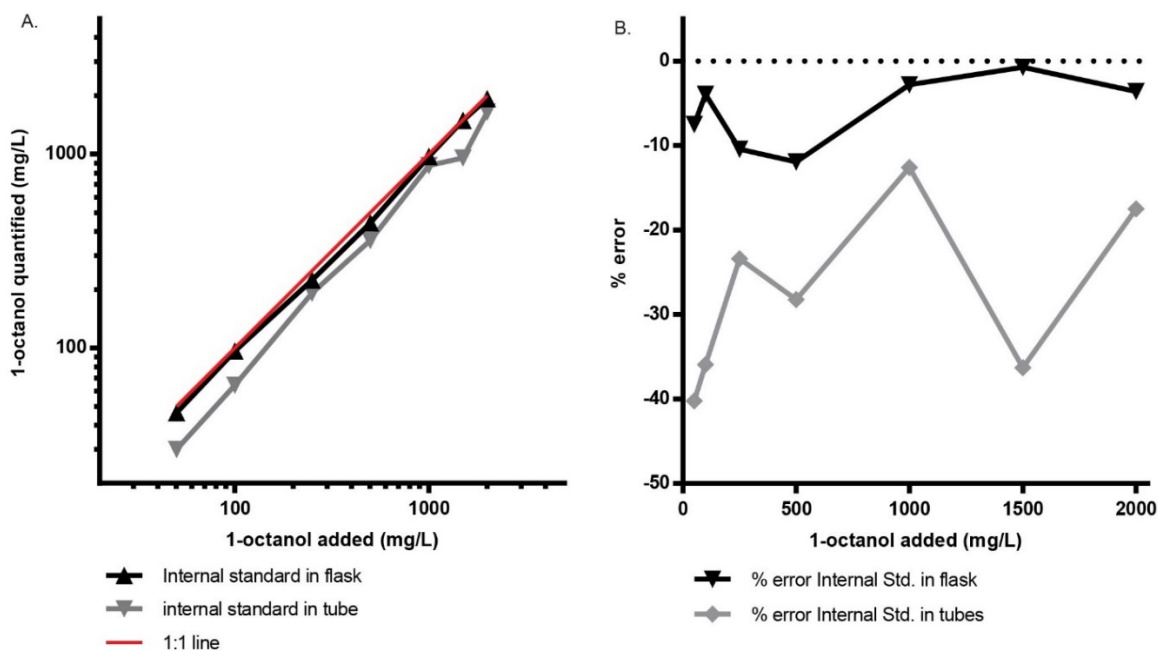 A.
1-octanol quantified (mg/L)
1000
100
100
1000
1-octanol added (mg/L)
Internal standard in flask
internal standard in tube
1:1 line
B.
% error
0
-10
-20
-30
-40
-50
0
500
1000
1500
2000
1-octanol added (mg/L)
% error Internal Std. in flask
% error Internal Std. in tubes